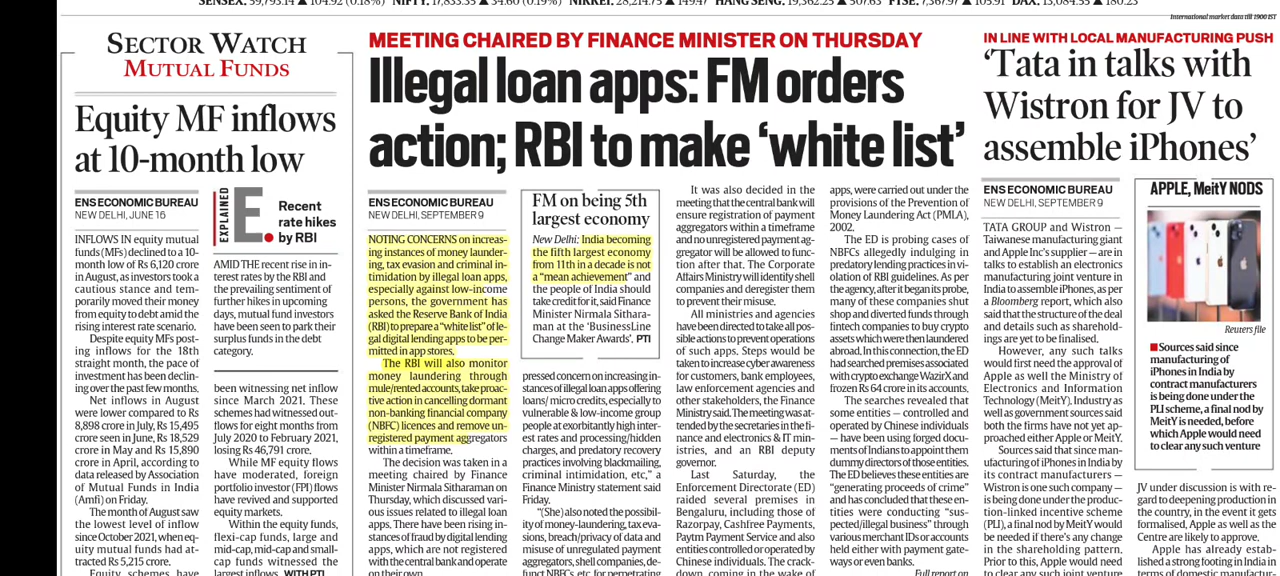 SENSEX: 59,793.14 ▲ 104.92 (0.18%) NIFTY: 17,833.35 ▲ 34.60 (0.19%) NIKKEI: 28,214.75 ▲ 149.47 HANG SENG: 19,362.25 ▲ 507.63 FTSE: 7,367.97 ▲ 105.91 DAX: 13,084.55 ▲ 180.23
International market data till 1900 IST
SECTOR WATCH
MUTUAL FUNDS
Equity MF inflows
at 10-month low
ENS ECONOMIC BUREAU
NEW DELHI, JUNE 16
INFLOWS IN equity mutual
funds (MFs) declined to a 10-
month low of Rs 6,120 crore
in August, as investors took a
cautious stance and tem-
porarily moved their money
from equity to debt amid the
rising interest rate scenario.
Despite equity MFs post-
ing inflows for the 18th
straight month, the pace of
investment has been declin-
ing over the past few months.
Net inflows in August
were lower compared to Rs
8,898 crore in July, Rs 15,495
crore seen in June, Rs 18,529
crore in May and Rs 15,890
crore in April, according to
data released by Association
of Mutual Funds in India
(Amfi) on Friday.
The month of August saw
the lowest level of inflow
since October 2021, when eq-
uity mutual funds had at-
tracted Rs 5,215 crore.
Equity schemes have
EXPLAINED
E.
Recent
rate hikes
by RBI
AMID THE recent rise in in-
terest rates by the RBI and
the prevailing sentiment of
further hikes in upcoming
days, mutual fund investors
have been seen to park their
surplus funds in the debt
category.
been witnessing net inflow
since March 2021. These
schemes had witnessed out-
flows for eight months from
July 2020 to February 2021,
losing Rs 46,791 crore.
While MF equity flows
have moderated, foreign
portfolio investor (FPI) flows
have revived and supported
equity markets.
Within the equity funds,
flexi-cap funds, large and
mid-cap, mid-cap and small-
cap funds witnessed the
largest inflows. WITH PTI
MEETING CHAIRED BY FINANCE MINISTER ON THURSDAY
Illegal loan apps: FM orders
action; RBI to make ‘white list’
ENS ECONOMIC BUREAU
NEW DELHI, SEPTEMBER 9
NOTING CONCERNS on increas-
ing instances of money launder-
ing, tax evasion and criminal in-
timidation by illegal loan apps,
especially against low-income
persons, the government has
asked the Reserve Bank of India
(RBI) to prepare a “white list” of le-
gal digital lending apps to be per-
mitted in app stores.
The RBI will also monitor
money laundering through
mule/rented accounts, take proac-
tive action in cancelling dormant
non-banking financial company
(NBFC) licences and remove un-
registered payment aggregators
within a timeframe.
The decision was taken in a
meeting chaired by Finance
Minister Nirmala Sitharaman on
Thursday, which discussed vari-
ous issues related to illegal loan
apps. There have been rising in-
stances of fraud by digital lending
apps, which are not registered
with the central bank and operate
on their own.
FM on being 5th
largest economy
New Delhi: India becoming
the fifth largest economy
from 11th in a decade is not
a “mean achievement” and
the people of India should
take credit for it, said Finance
Minister Nirmala Sithara-
man at the ‘BusinessLine
Change Maker Awards’. PTI
pressed concern on increasing in-
stances of illegal loan apps offering
loans/ micro credits, especially to
vulnerable & low-income group
people at exorbitantly high inter-
est rates and processing/hidden
charges, and predatory recovery
practices involving blackmailing,
criminal intimidation, etc,” a
Finance Ministry statement said
Friday.
“(She) also noted the possibil-
ity of money-laundering, tax eva-
sions, breach/privacy of data and
misuse of unregulated payment
aggregators, shell companies, de-
funct NBFCs, etc for perpetrating
It was also decided in the
meeting that the central bank will
ensure registration of payment
aggregators within a timeframe
and no unregistered payment ag-
gregator will be allowed to func-
tion after that. The Corporate
Affairs Ministry will identify shell
companies and deregister them
to prevent their misuse.
All ministries and agencies
have been directed to take all pos-
sible actions to prevent operations
of such apps. Steps would be
taken to increase cyber awareness
for customers, bank employees,
law enforcement agencies and
other stakeholders, the Finance
Ministry said. The meeting was at-
tended by the secretaries in the fi-
nance and electronics & IT min-
istries, and an RBI deputy
governor.
Last Saturday, the
Enforcement Directorate (ED)
raided several premises in
Bengaluru, including those of
Razorpay, Cashfree Payments,
Paytm Payment Service and also
entities controlled or operated by
Chinese individuals. The crack-
down, coming in the wake of
apps, were carried out under the
provisions of the Prevention of
Money Laundering Act (PMLA),
2002.
The ED is probing cases of
NBFCs allegedly indulging in
predatory lending practices in vi-
olation of RBI guidelines. As per
the agency, after it began its probe,
many of these companies shut
shop and diverted funds through
fintech companies to buy crypto
assets which were then laundered
abroad. In this connection, the ED
had searched premises associated
with crypto exchange WazirX and
frozen Rs 64 crore in its accounts.
The searches revealed that
some entities — controlled and
operated by Chinese individuals
— have been using forged docu-
ments of Indians to appoint them
dummy directors of those entities.
The ED believes these entities are
“generating proceeds of crime”
and has concluded that these en-
tities were conducting “sus-
pected/illegal business” through
various merchant IDs or accounts
held either with payment gate-
ways or even banks.
Full report on
IN LINE WITH LOCAL MANUFACTURING PUSH
‘Tata in talks with
Wistron for JV to
assemble iPhones’
ENS ECONOMIC BUREAU
NEW DELHI, SEPTEMBER 9
TATA GROUP and Wistron —
Taiwanese manufacturing giant
and Apple Inc’s supplier — are in
talks to establish an electronics
manufacturing joint venture in
India to assemble iPhones, as per
a Bloomberg report, which also
said that the structure of the deal
and details such as sharehold-
ings are yet to be finalised.
However, any such talks
would first need the approval of
Apple as well the Ministry of
Electronics and Information
Technology (MeitY). Industry as
well as government sources said
both the firms have not yet ap-
proached either Apple or MeitY.
Sources said that since man-
ufacturing of iPhones in India by
its contract manufacturers —
Wistron is one such company —
is being done under the produc-
tion-linked incentive scheme
(PLI), a final nod by MeitY would
be needed if there’s any change
in the shareholding pattern.
Prior to this, Apple would need
to clear any such joint venture
APPLE, MeitY NODS
Reuters file
■ Sources said since
manufacturing of
iPhones in India by
contract manufacturers
is being done under the
PLI scheme, a final nod by
MeitY is needed, before
which Apple would need
to clear any such venture
JV under discussion is with re-
gard to deepening production in
the country, in the event it gets
formalised, Apple as well as the
Centre are likely to approve.
Apple has already estab-
lished a strong footing in India in
terms of domestic manufactur-